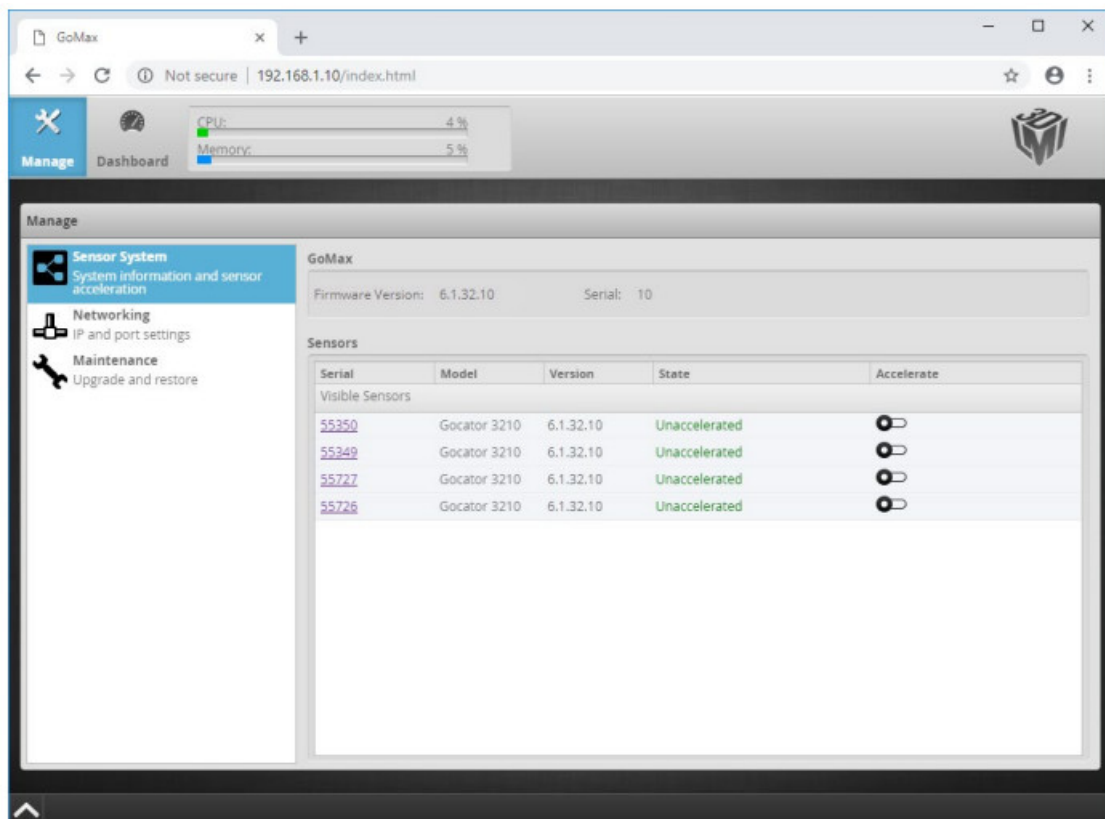 GoMax
Not secure | 192.168.1.10/index.html
CPU: 4 %
Memory: 5 %
Manage Dashboard
Manage
Sensor System
System information and sensor
acceleration
Networking
IP and port settings
Maintenance
Upgrade and restore
GoMax
Firmware Version: 6.1.32.10 Serial: 10
Sensors
Serial Model Version State Accelerate
Visible Sensors
55350 Gocator 3210 6.1.32.10 Unaccelerated
55349 Gocator 3210 6.1.32.10 Unaccelerated
55727 Gocator 3210 6.1.32.10 Unaccelerated
55726 Gocator 3210 6.1.32.10 Unaccelerated